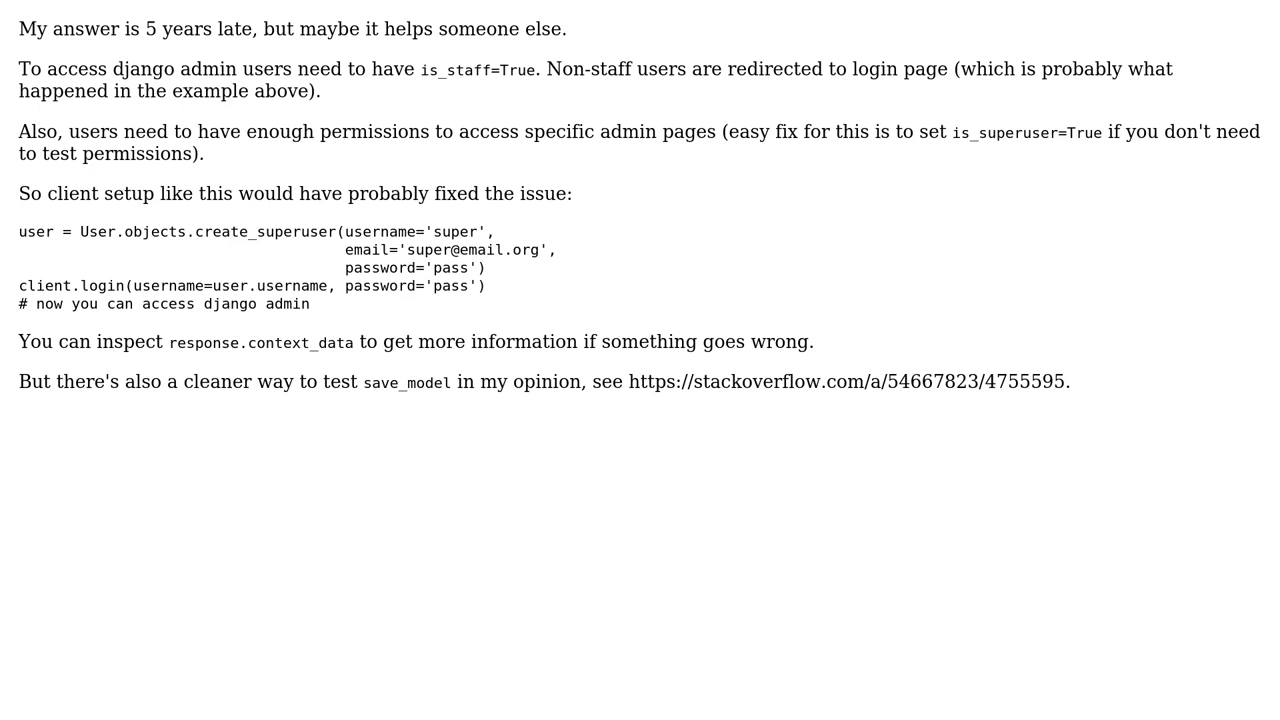 My answer is 5 years late, but maybe it helps someone else.
To access django admin users need to have is_staff=True. Non-staff users are redirected to login page (which is probably what
happened in the example above).
Also, users need to have enough permissions to access specific admin pages (easy fix for this is to set is_superuser=True if you don't need
to test permissions).
So client setup like this would have probably fixed the issue:
user = User.objects.create_superuser(username='super',
                                     email='super@email.org',
                                     password='pass')
client.login(username=user.username, password='pass')
# now you can access django admin
You can inspect response.context_data to get more information if something goes wrong.
But there's also a cleaner way to test save_model in my opinion, see https://stackoverflow.com/a/54667823/4755595.